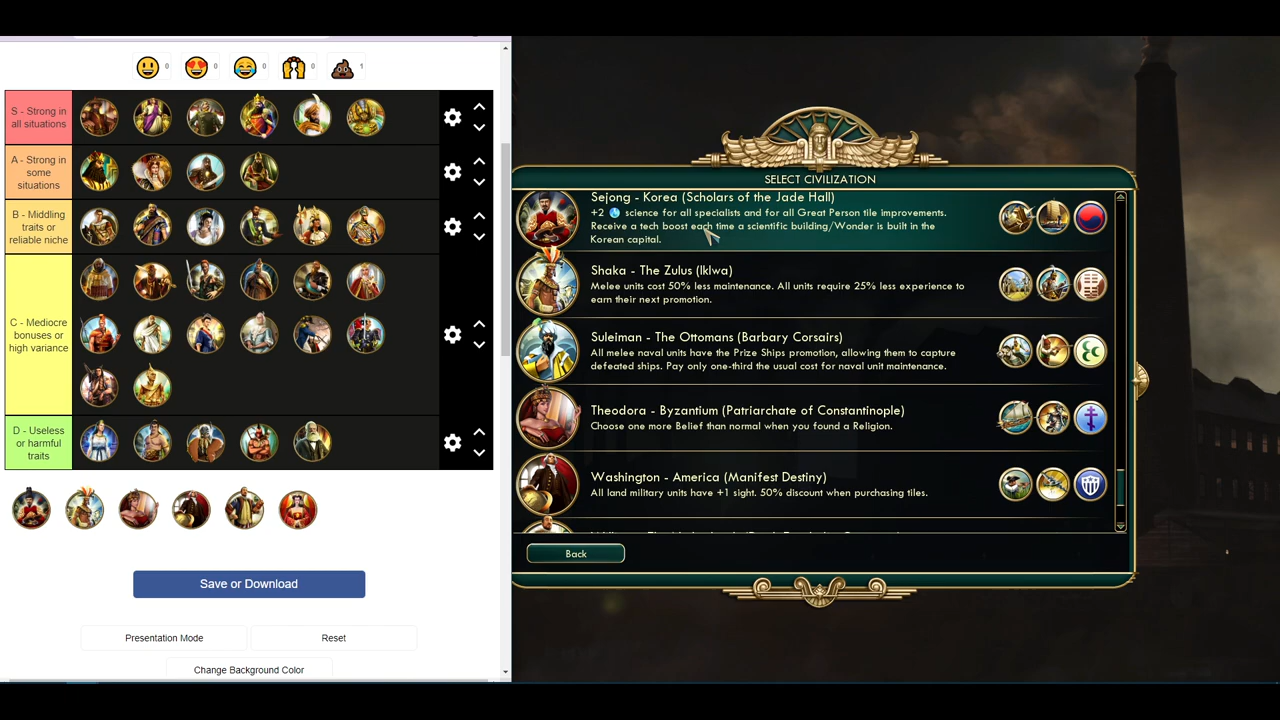 0
0
0
0
1
S - Strong in
all situations
A - Strong in
some
situations
B - Middling
traits or
reliable niche
C - Mediocre
bonuses or
high variance
D - Useless
or harmful
traits
Save or Download
Presentation Mode
Reset
Change Background Color
SELECT CIVILIZATION
Sejong - Korea (Scholars of the Jade Hall)
+2 science for all specialists and for all Great Person tile improvements.
Receive a tech boost each time a scientific building/Wonder is built in the
Korean capital.
Shaka - The Zulus (Iklwa)
Melee units cost 50% less maintenance. All units require 25% less experience to
earn their next promotion.
Suleiman - The Ottomans (Barbary Corsairs)
All melee naval units have the Prize Ships promotion, allowing them to capture
defeated ships. Pay only one-third the usual cost for naval unit maintenance.
Theodora - Byzantium (Patriarchate of Constantinople)
Choose one more Belief than normal when you found a Religion.
Washington - America (Manifest Destiny)
All land military units have +1 sight. 50% discount when purchasing tiles.
Back